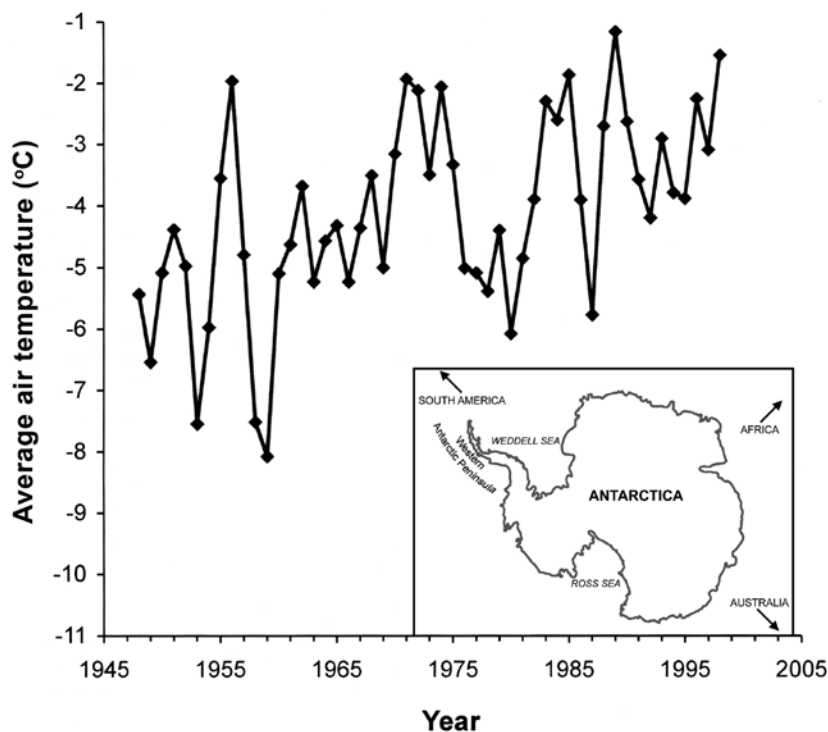 -1
-2
-3
-4
-5
-6
-7
-8
-9
-10
-11
Average air temperature (°C)
SOUTH AMERICA
AFRICA
WEDDELL SEA
Western
Antarctic Peninsula
ANTARCTICA
ROSS SEA
AUSTRALIA
1945 1955 1965 1975 1985 1995 2005
Year